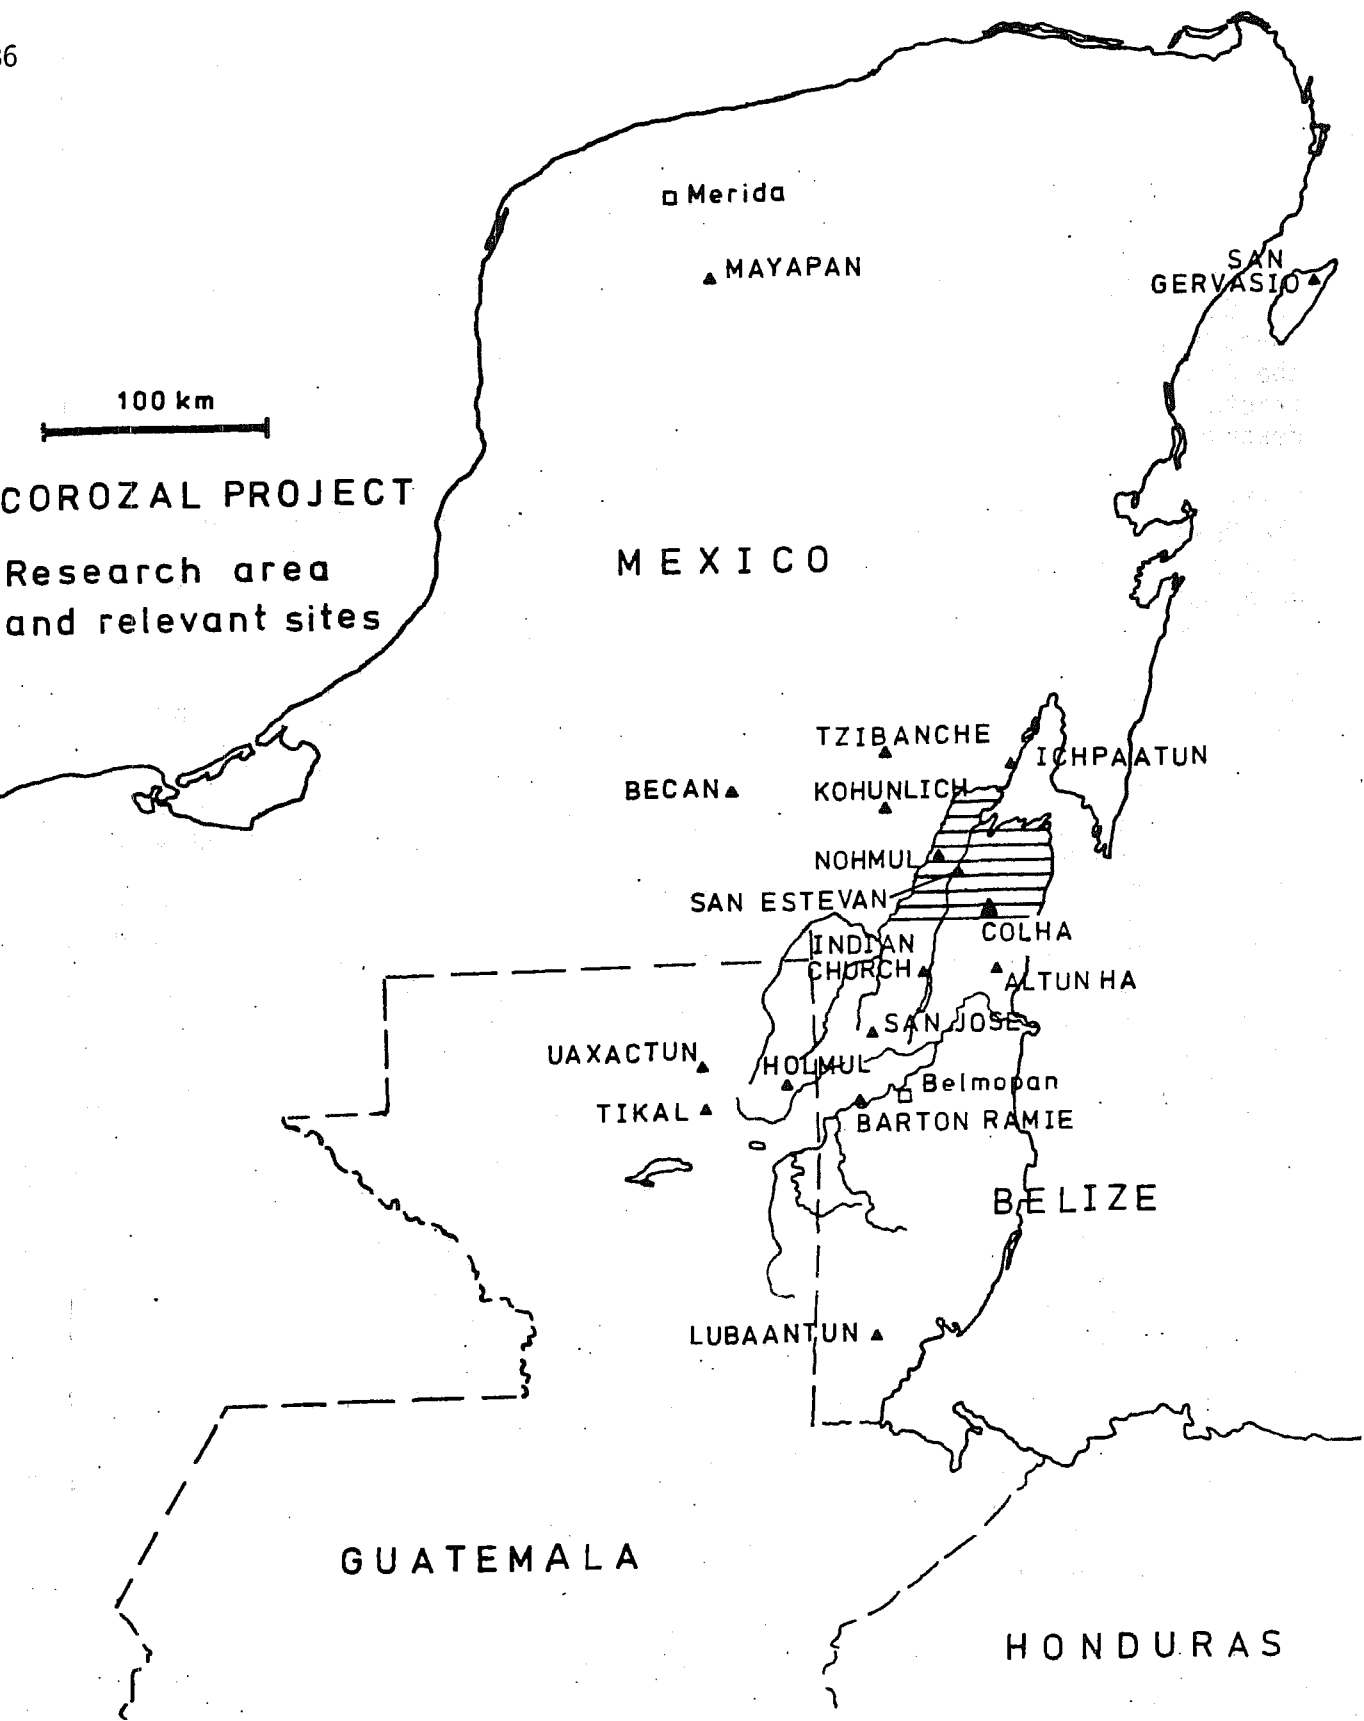 Merida
MAYAPAN
SAN
GERVASIO
100 km
COROZAL PROJECT
Research area
and relevant sites
MEXICO
TZIBANCHE
ICHPAATUN
BECAN
KOHUNLICH
NOHMUL
SAN ESTEVAN
COLHA
INDIAN
CHURCH
ALTUN HA
SAN JOSE
UAXACTUN
HOLMUL
Belmopan
TIKAL
BARTON RAMIE
BELIZE
LUBAANTUN
GUATEMALA
HONDURAS